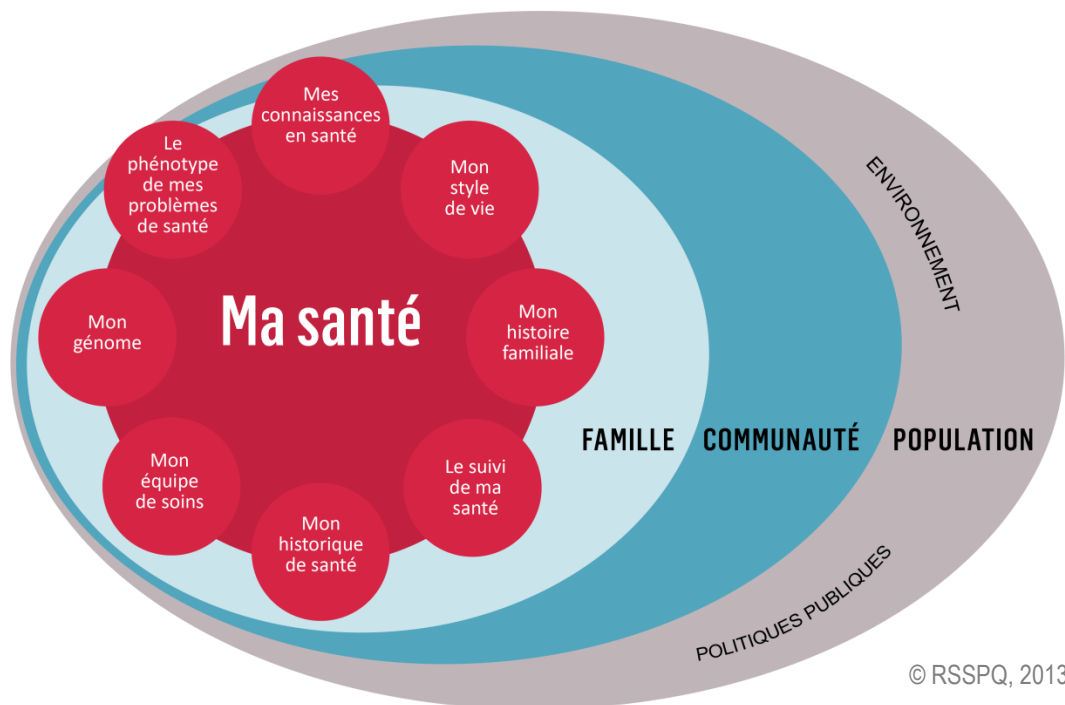 Mes
connaissances
en santé
Le
phénotype
de mes
problèmes
de santé
Mon
style
de vie
Mon
génome
Ma santé
Mon
histoire
familiale
Mon
équipe
de soins
Mon
historique
de santé
Le suivi
de ma
santé
FAMILLE
COMMUNAUTÉ
POPULATION
ENVIRONNEMENT
POLITIQUES PUBLIQUES
© RSSPQ, 2013